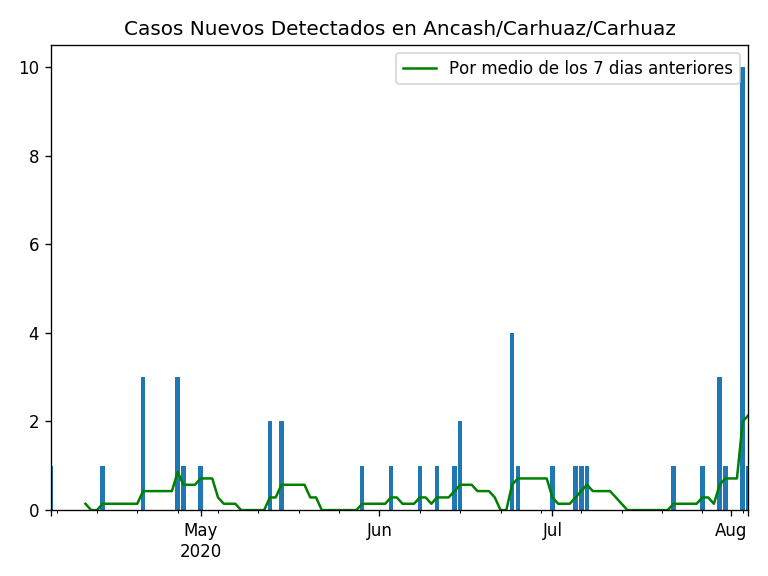 Casos Nuevos Detectados en Ancash/Carhuaz/Carhuaz
Por medio de los 7 dias anteriores
10
8
6
4
2
0
May Jun Jul Aug
2020